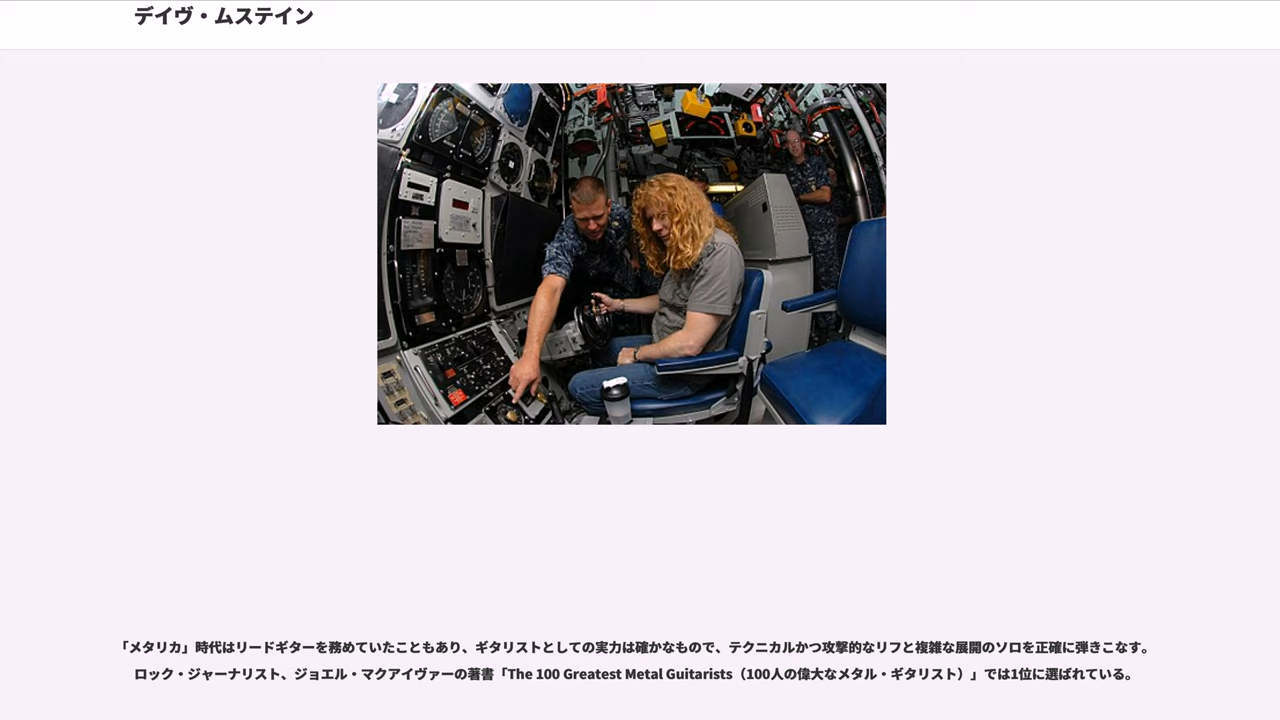 デイヴ・ムステイン
「メタリカ」時代はリードギターを務めていたこともあり、ギタリストとしての実力は確かなもので、テクニカルかつ攻撃的なリフと複雑な展開のソロを正確に弾きこなす。
ロック・ジャーナリスト、ジョエル・マクアイヴァーの著書「The 100 Greatest Metal Guitarists（100人の偉大なメタル・ギタリスト）」では1位に選ばれている。